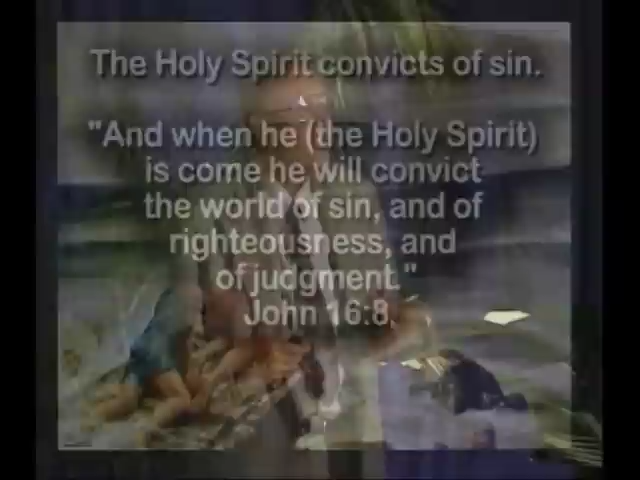 The Holy Spirit convicts of sin.
"And when he (the Holy Spirit)
is come he will convict
the world of sin, and of
righteousness, and
of judgment."
John 16:8,